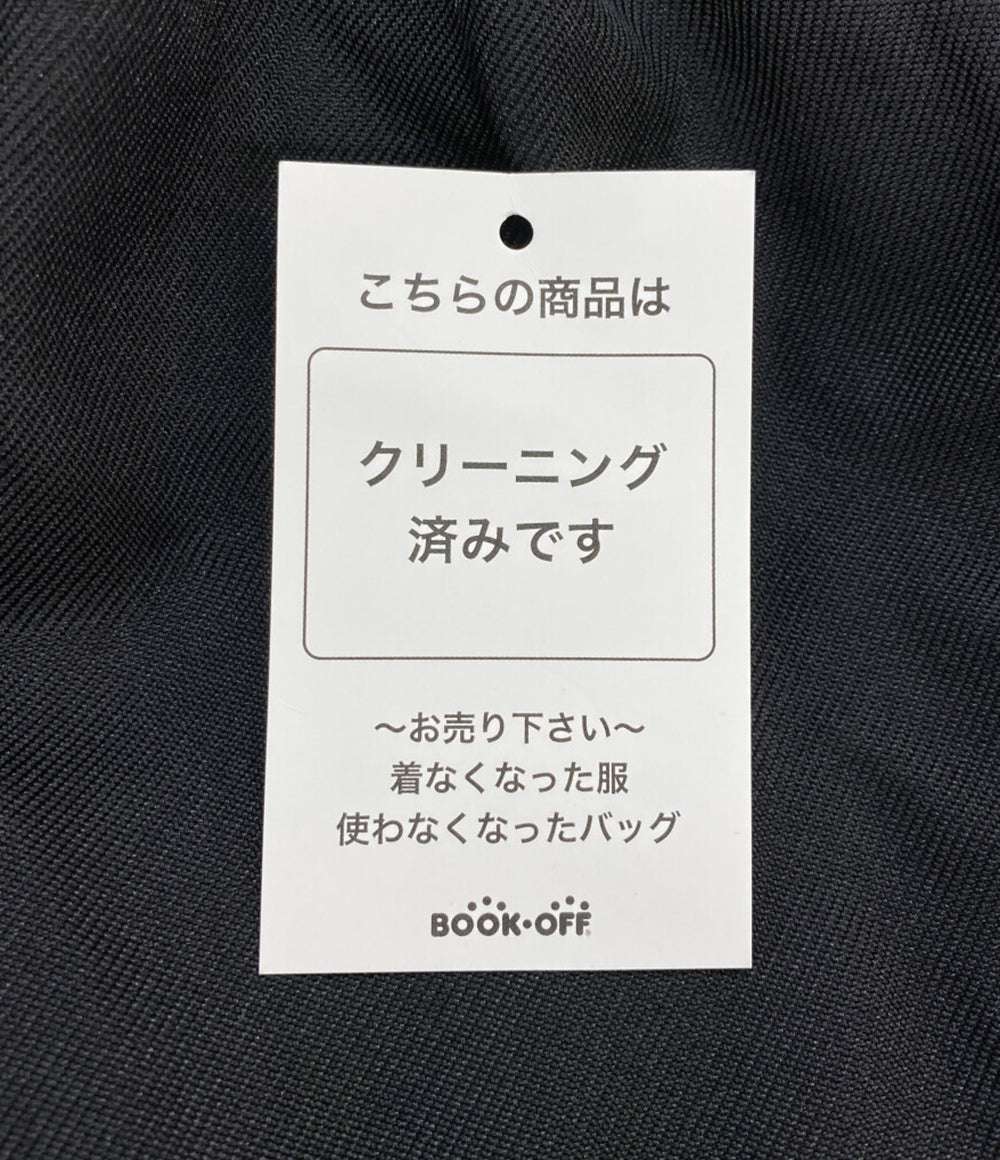 こちらの商品は
クリーニング
済みです
～お売り下さい～
着なくなった服
使わなくなったバッグ
BOOK・OFF